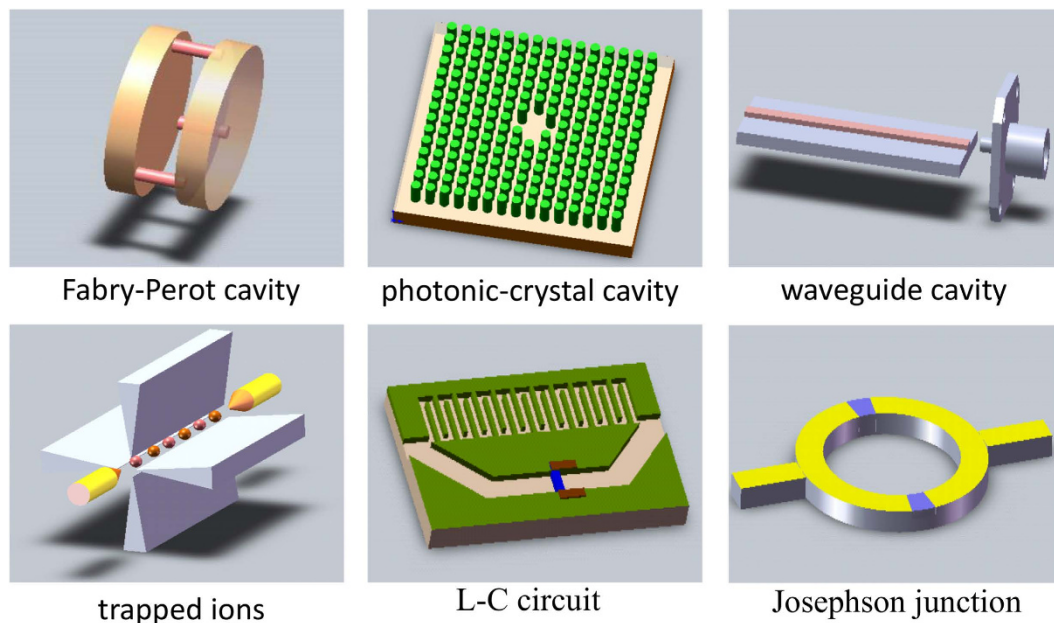 Fabry-Perot cavity
photonic-crystal cavity
waveguide cavity
trapped ions
L-C circuit
Josephson junction